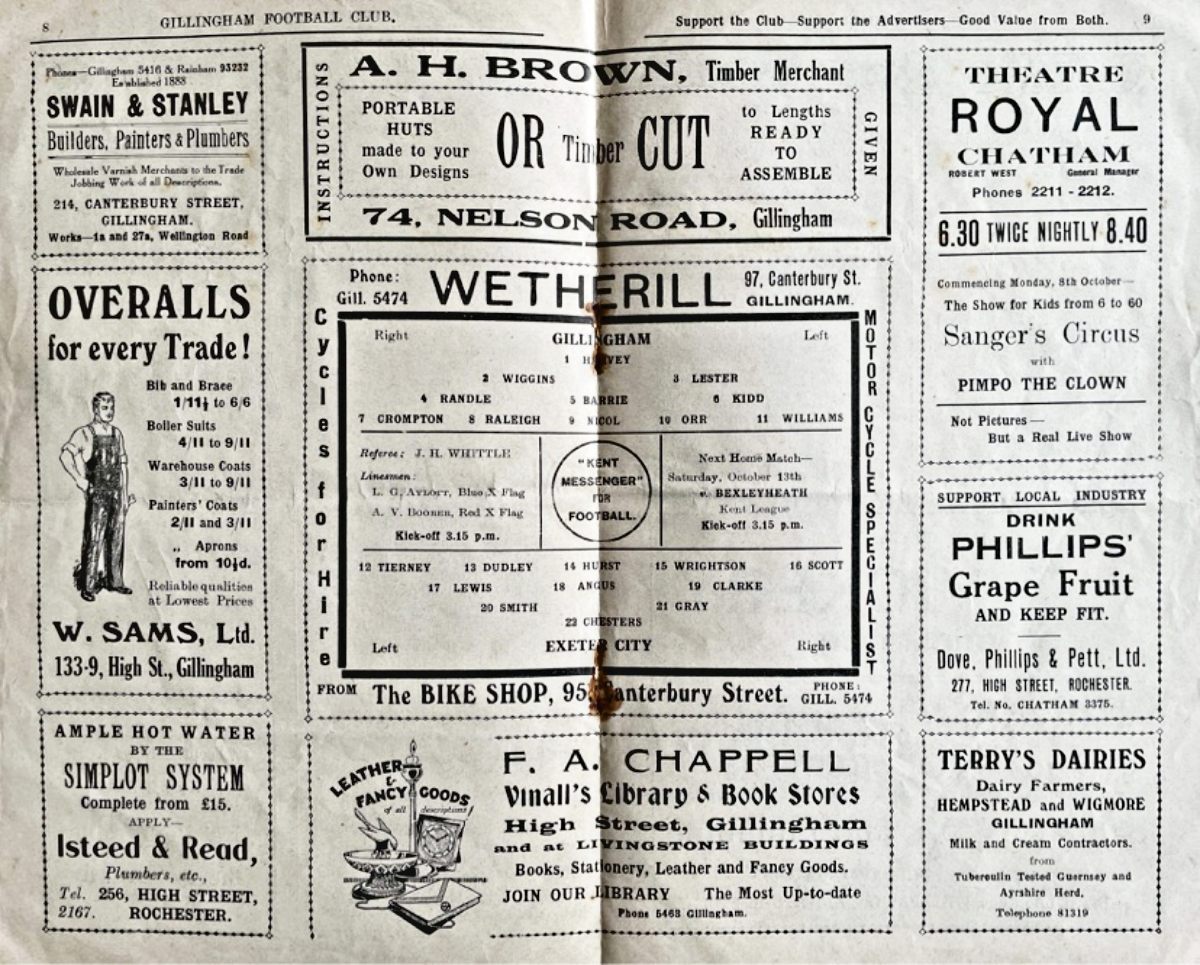 8
GILLINGHAM FOOTBALL CLUB.
Support the Club—Support the Advertisers—Good Value from Both.
9
Phones—Gillingham 5416 & Rainham 93232
Established 1888
SWAIN & STANLEY
Builders, Painters & Plumbers
Wholesale Varnish Merchants to the Trade
Jobbing Work of all Descriptions.
214, CANTERBURY STREET,
GILLINGHAM.
Works—1a and 27a, Wellington Road
OVERALLS
for every Trade!
Bib and Brace
1/11½ to 6/6
Boiler Suits
4/11 to 9/11
Warehouse Coats
3/11 to 9/11
Painters' Coats
2/11 and 3/11
„ Aprons
from 10½d.
Reliable qualities
at Lowest Prices
W. SAMS, Ltd.
133-9, High St., Gillingham
AMPLE HOT WATER
BY THE
SIMPLOT SYSTEM
Complete from £15.
APPLY—
Isteed & Read,
Plumbers, etc.,
Tel. 256, HIGH STREET,
2167. ROCHESTER.
INSTRUCTIONS
A. H. BROWN, Timber Merchant
PORTABLE
HUTS
made to your
Own Designs
OR Timber CUT
to Lengths
READY
TO
ASSEMBLE
GIVEN
74, NELSON ROAD, Gillingham
Phone:
Gill. 5474
WETHERILL
97, Canterbury St.
GILLINGHAM.
Cycles for Hire
MOTOR CYCLE SPECIALIST
Right
GILLINGHAM
Left
1 HARVEY
2 WIGGINS 3 LESTER
4 RANDLE 5 BARRIE 6 KIDD
7 CROMPTON 8 RALEIGH 9 NICOL 10 ORR 11 WILLIAMS
Referee: J. H. WHITTLE
Linesmen:
L. G. AYLOTT, Blue X Flag
A. V. BOORER, Red X Flag
Kick-off 3.15 p.m.
"KENT
MESSENGER"
FOR
FOOTBALL.
Next Home Match—
Saturday, October 13th
v. BEXLEYHEATH
Kent League
Kick-off 3.15 p.m.
12 TIERNEY 13 DUDLEY 14 HURST 15 WRIGHTSON 16 SCOTT
17 LEWIS 18 ANGUS 19 CLARKE
20 SMITH 21 GRAY
22 CHESTERS
Left
EXETER CITY
Right
FROM The BIKE SHOP, 95 Canterbury Street.
PHONE:
GILL. 5474
LEATHER
&
FANCY GOODS
of all descriptions!
F. A. CHAPPELL
Vinall's Library & Book Stores
High Street, Gillingham
and at LIVINGSTONE BUILDINGS
Books, Stationery, Leather and Fancy Goods.
JOIN OUR LIBRARY The Most Up-to-date
Phone 5463 Gillingham.
THEATRE
ROYAL
CHATHAM
ROBERT WEST General Manager
Phones 2211 - 2212.
6.30 TWICE NIGHTLY 8.40
Commencing Monday, 8th October—
The Show for Kids from 6 to 60
Sanger's Circus
with
PIMPO THE CLOWN
Not Pictures—
But a Real Live Show
SUPPORT LOCAL INDUSTRY
DRINK
PHILLIPS'
Grape Fruit
AND KEEP FIT.
Dove, Phillips & Pett, Ltd.
277, HIGH STREET, ROCHESTER.
Tel. No. CHATHAM 3375.
TERRY'S DAIRIES
Dairy Farmers,
HEMPSTEAD and WIGMORE
GILLINGHAM
Milk and Cream Contractors.
from
Tuberculin Tested Guernsey and
Ayrshire Herd,
Telephone 81319